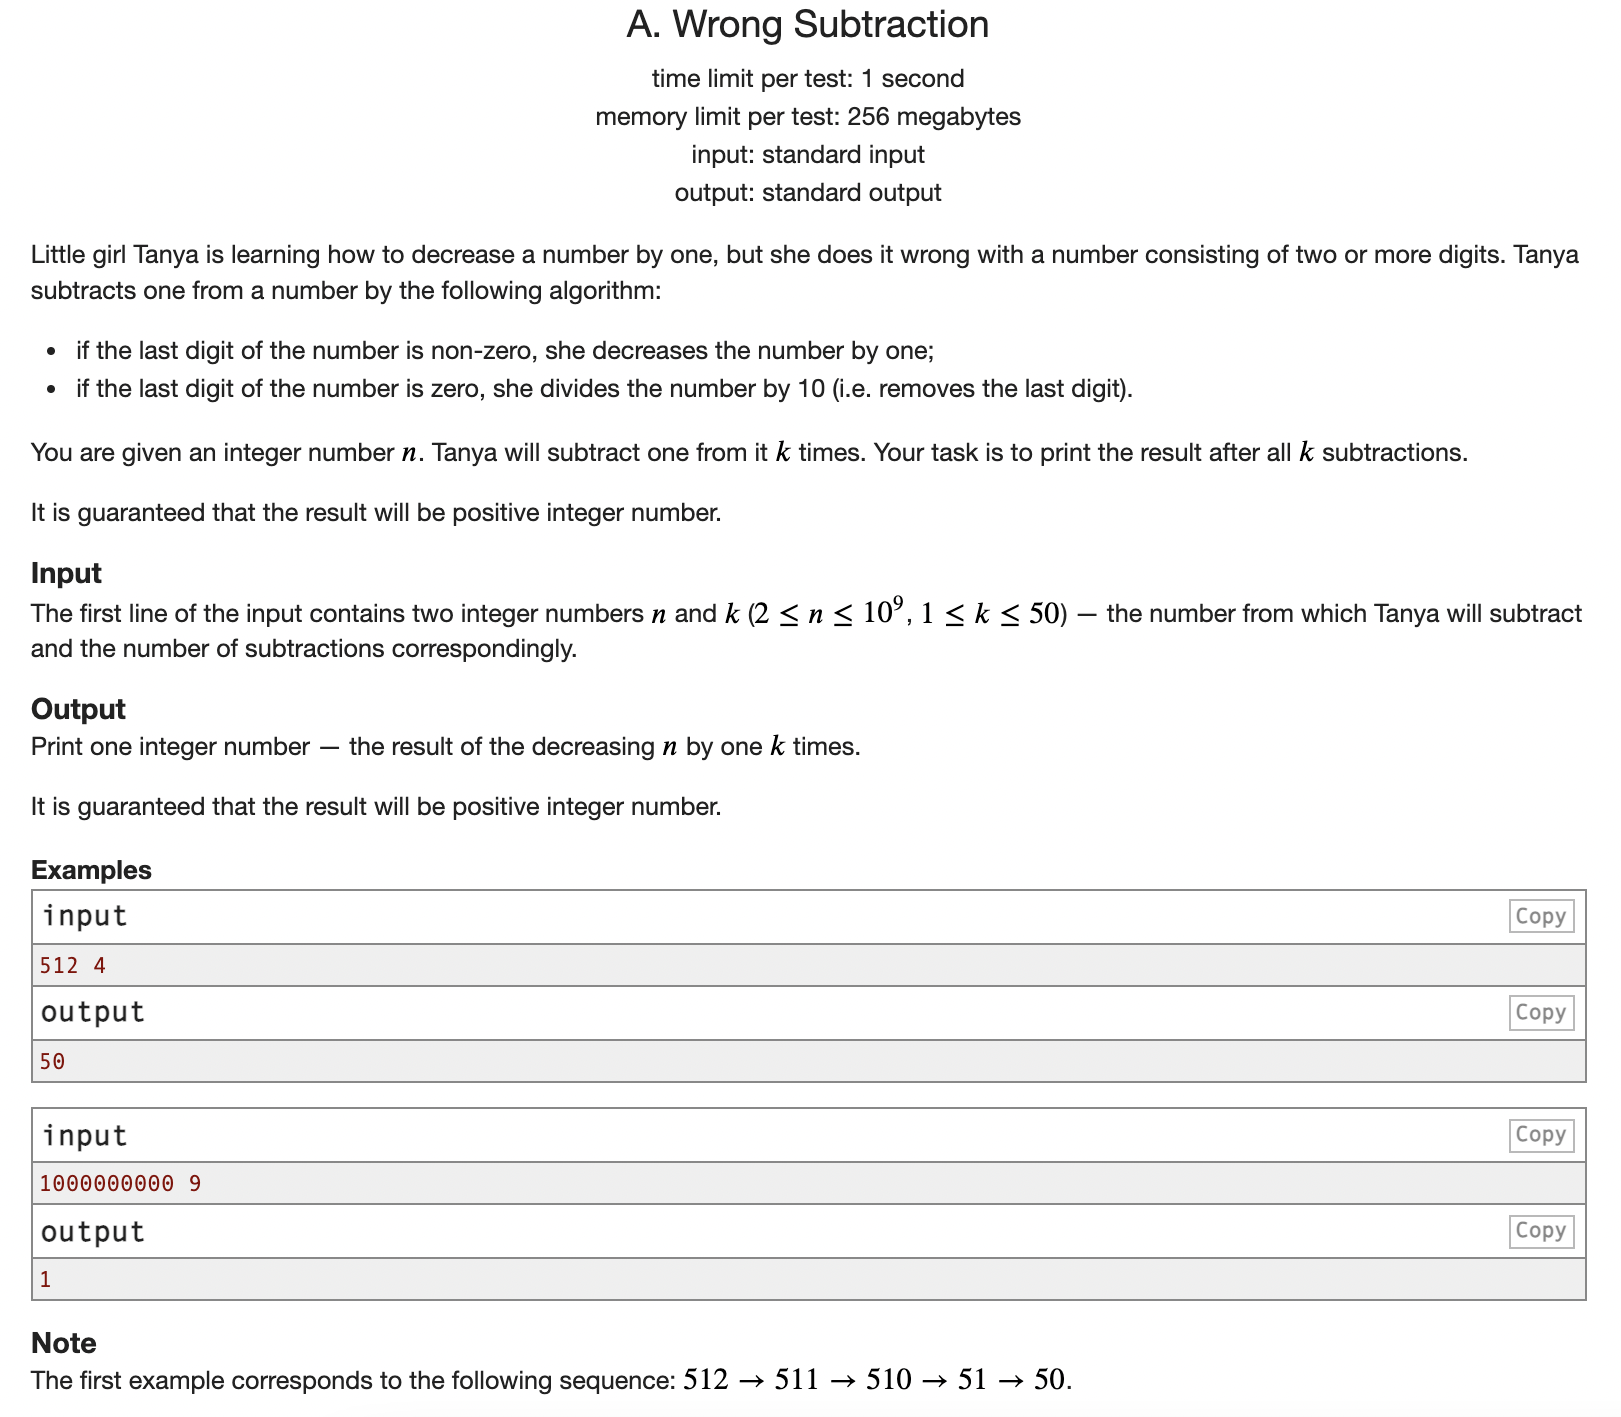 A. Wrong Subtraction
time limit per test: 1 second
memory limit per test: 256 megabytes
input: standard input
output: standard output
Little girl Tanya is learning how to decrease a number by one, but she does it wrong with a number consisting of two or more digits. Tanya
subtracts one from a number by the following algorithm:
• if the last digit of the number is non-zero, she decreases the number by one;
• if the last digit of the number is zero, she divides the number by 10 (i.e. removes the last digit).
You are given an integer number n. Tanya will subtract one from it k times. Your task is to print the result after all k subtractions.
It is guaranteed that the result will be positive integer number.
Input
The first line of the input contains two integer numbers n and k (2 ≤ n ≤ 10⁹, 1 ≤ k ≤ 50) — the number from which Tanya will subtract
and the number of subtractions correspondingly.
Output
Print one integer number — the result of the decreasing n by one k times.
It is guaranteed that the result will be positive integer number.
Examples
input Copy
512 4
output Copy
50
input Copy
1000000000 9
output Copy
1
Note
The first example corresponds to the following sequence: 512 → 511 → 510 → 51 → 50.